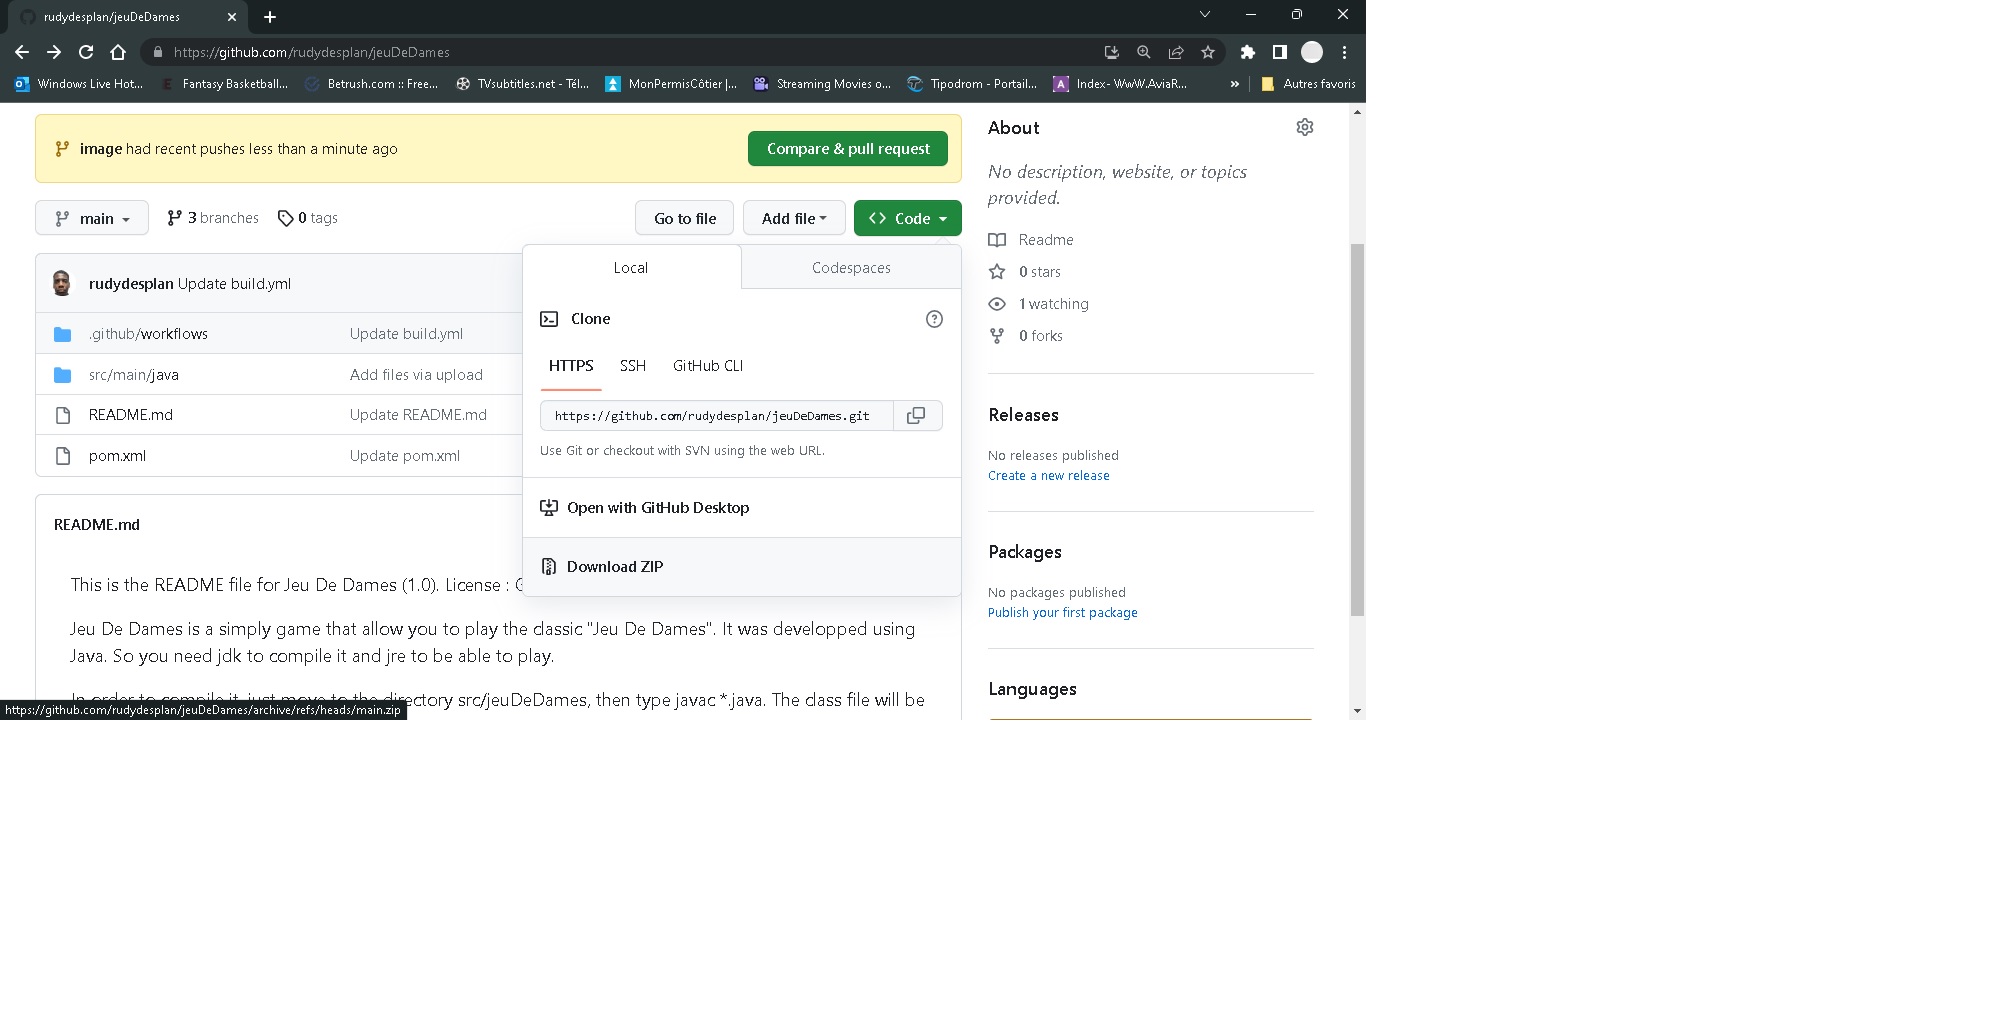 rudydesplan/jeuDeDames
https://github.com/rudydesplan/jeuDeDames
Windows Live Hot... Fantasy Basketball... Betrush.com :: Free... TVsubtitles.net - Tél... MonPermisCôtier |... Streaming Movies o... Tipodrom - Portail... Index- WwW.AviaR... » Autres favoris
image had recent pushes less than a minute ago
Compare & pull request
main 3 branches 0 tags
Go to file Add file <> Code
Local Codespaces
Clone
HTTPS SSH GitHub CLI
https://github.com/rudydesplan/jeuDeDames.git
Use Git or checkout with SVN using the web URL.
Open with GitHub Desktop
Download ZIP
rudydesplan Update build.yml
.github/workflows Update build.yml
src/main/java Add files via upload
README.md Update README.md
pom.xml Update pom.xml
README.md
This is the README file for Jeu De Dames (1.0). License :
Jeu De Dames is a simply game that allow you to play the classic "Jeu De Dames". It was developped using
Java. So you need jdk to compile it and jre to be able to play.
In order to compile it, just move to the directory src/jeuDeDames, then type javac *.java. The class file will be
https://github.com/rudydesplan/jeuDeDames/archive/refs/heads/main.zip
About
No description, website, or topics
provided.
Readme
0 stars
1 watching
0 forks
Releases
No releases published
Create a new release
Packages
No packages published
Publish your first package
Languages